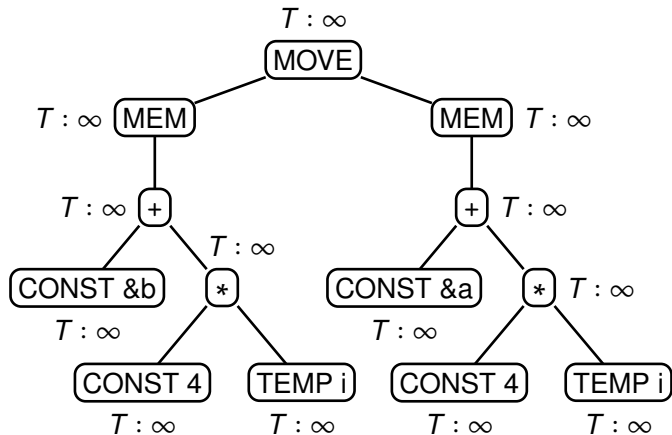 T : ∞
MOVE
T : ∞ MEM MEM T : ∞
T : ∞ + + T : ∞
T : ∞
CONST &b * CONST &a * T : ∞
T : ∞ T : ∞
CONST 4 TEMP i CONST 4 TEMP i
T : ∞ T : ∞ T : ∞ T : ∞